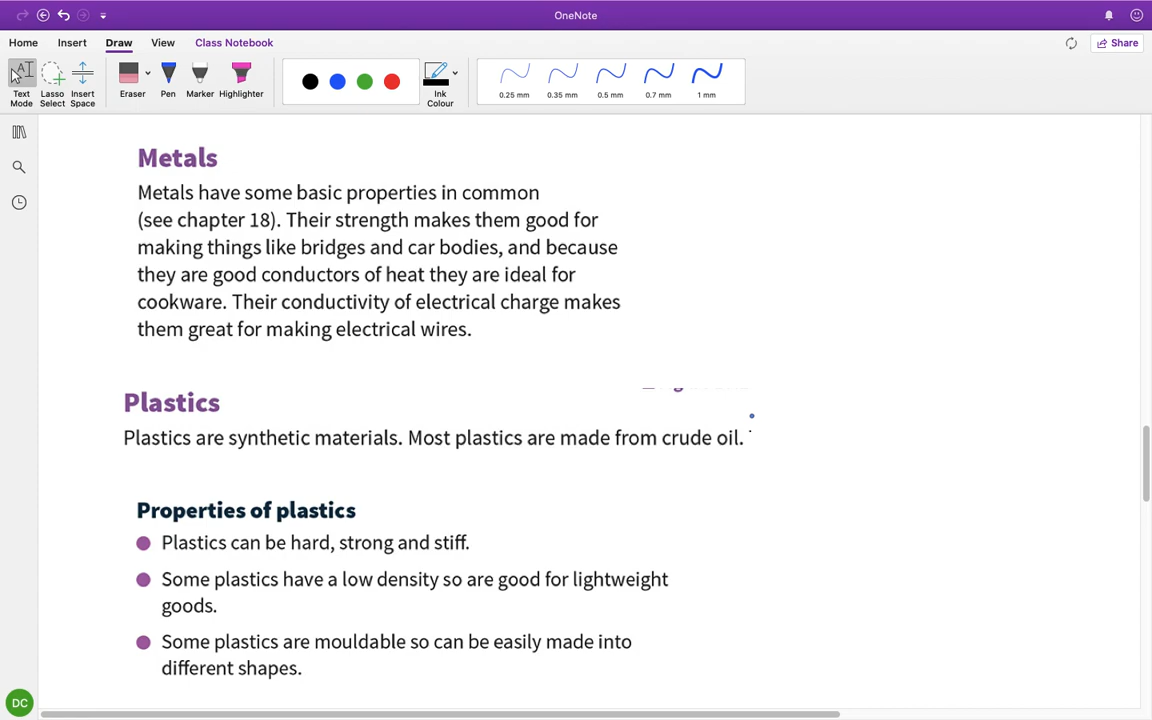 OneNote
Home Insert Draw View Class Notebook
Share
Text Mode
Lasso Select
Insert Space
Eraser
Pen
Marker
Highlighter
Ink Colour
0.25 mm 0.35 mm 0.5 mm 0.7 mm 1 mm
Metals
Metals have some basic properties in common
(see chapter 18). Their strength makes them good for
making things like bridges and car bodies, and because
they are good conductors of heat they are ideal for
cookware. Their conductivity of electrical charge makes
them great for making electrical wires.
Plastics
Plastics are synthetic materials. Most plastics are made from crude oil.
Properties of plastics
Plastics can be hard, strong and stiff.
Some plastics have a low density so are good for lightweight
goods.
Some plastics are mouldable so can be easily made into
different shapes.
DC